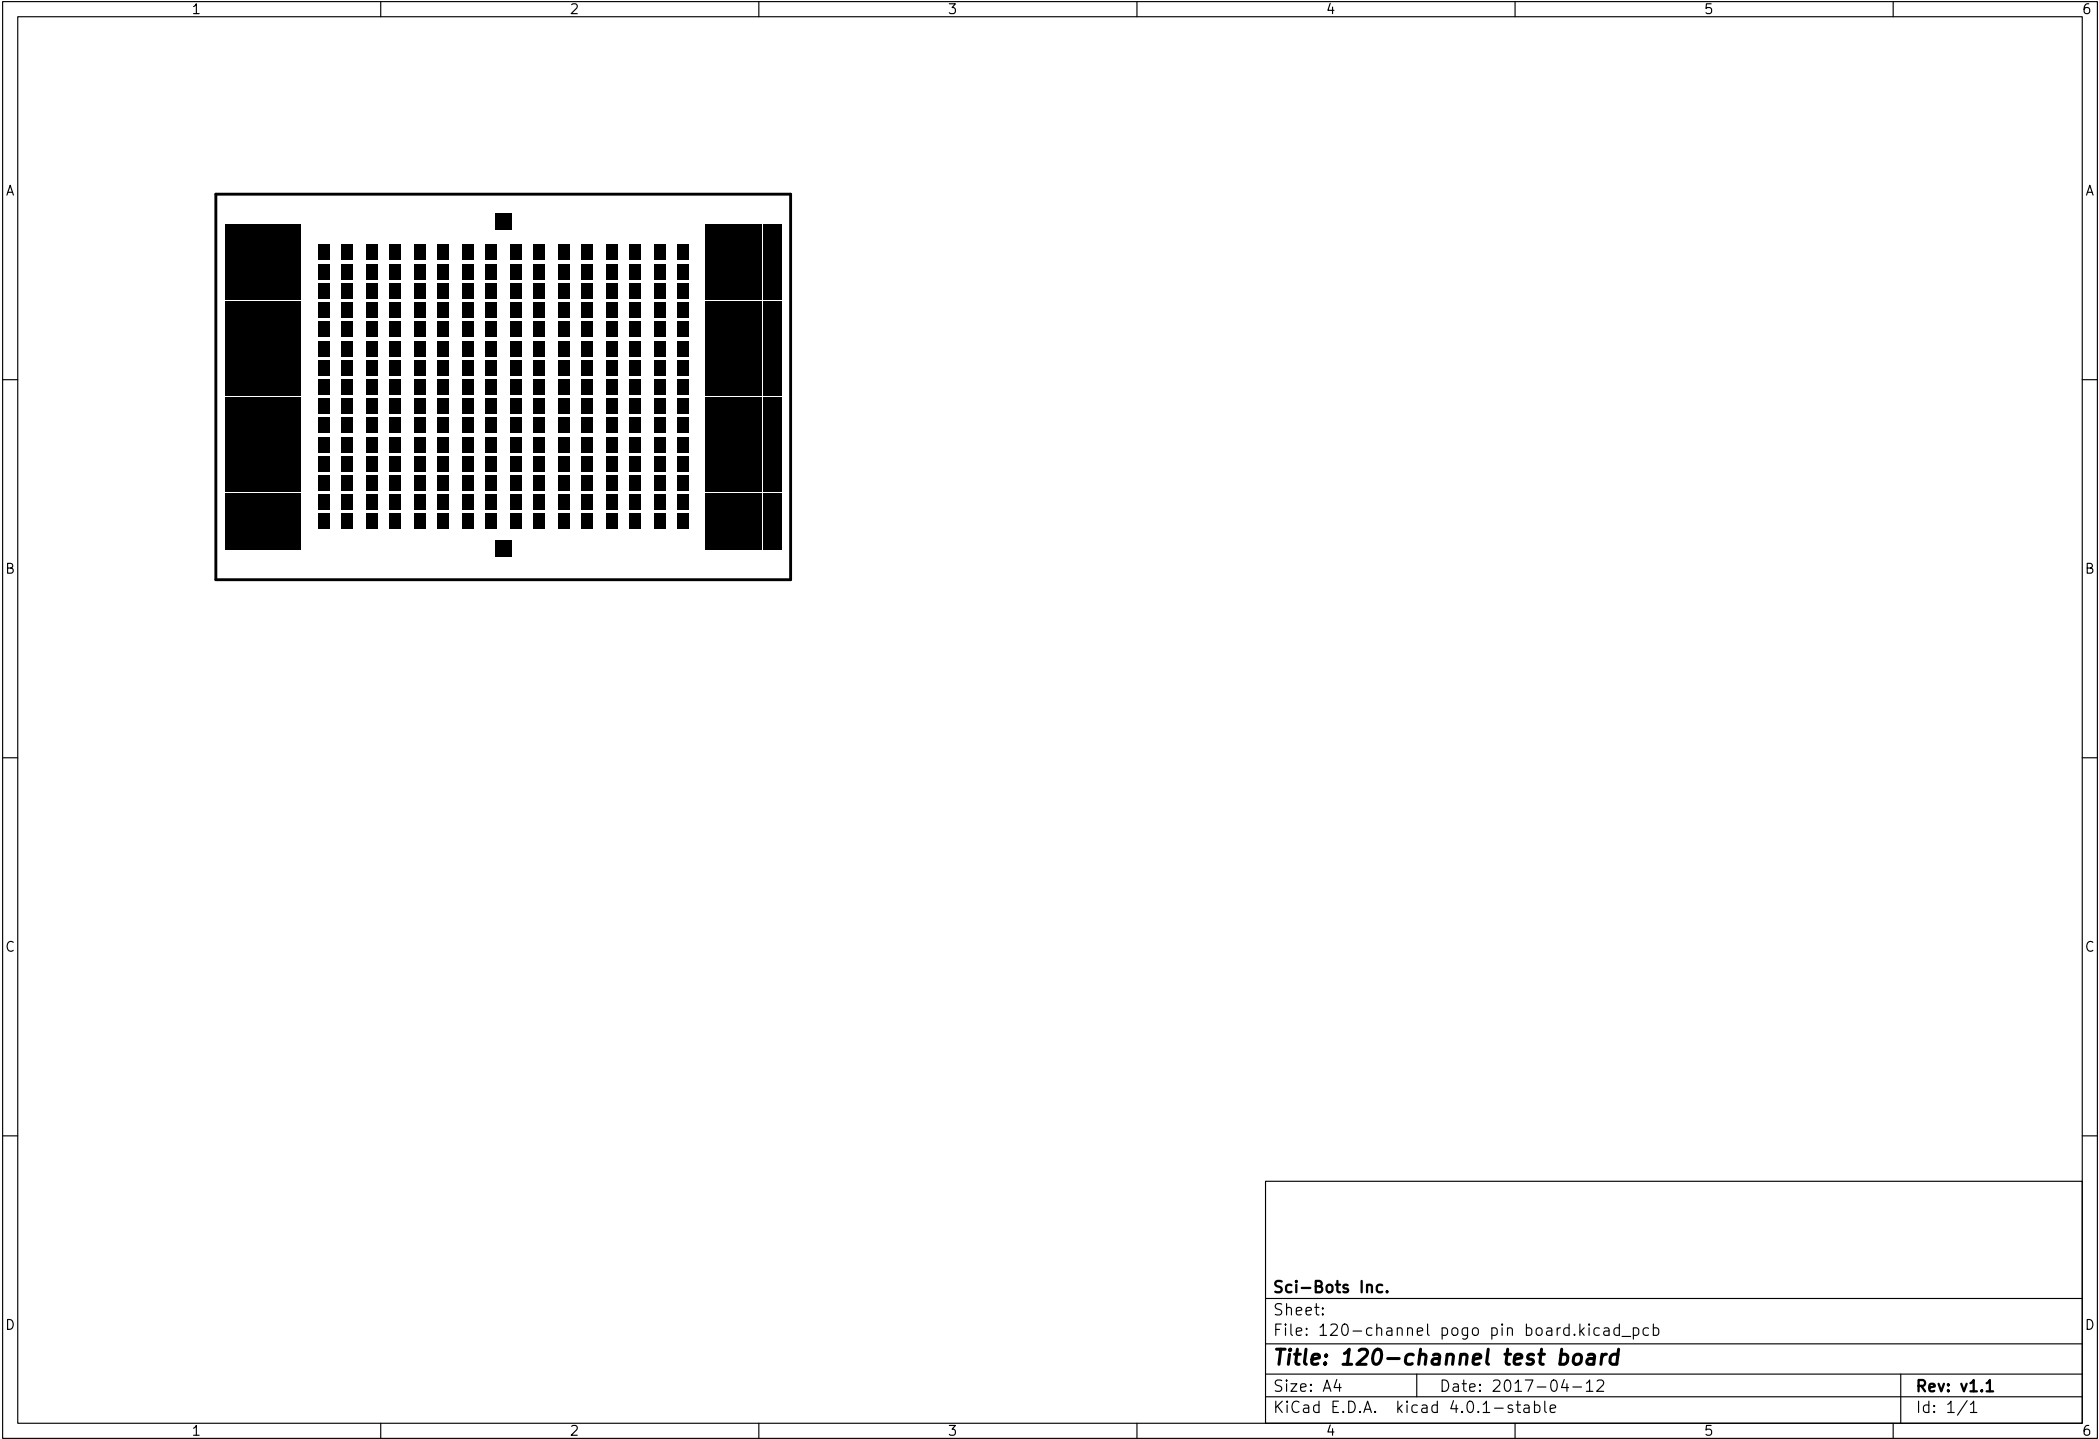 1 2 3 4 5 6
A A
B B
C C
Sci-Bots Inc.
Sheet:
D D
File: 120-channel pogo pin board.kicad_pcb
Title: 120-channel test board
Size: A4 Date: 2017-04-12 Rev: v1.1
KiCad E.D.A. kicad 4.0.1-stable Id: 1/1
1 2 3 4 5 6